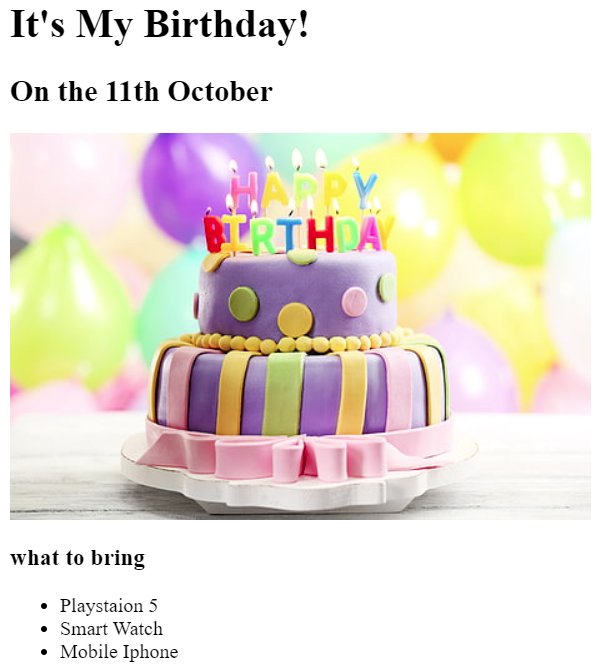 It's My Birthday!
On the 11th October
HAPPY
BIRTHDAY
what to bring
Playstaion 5
Smart Watch
Mobile Iphone